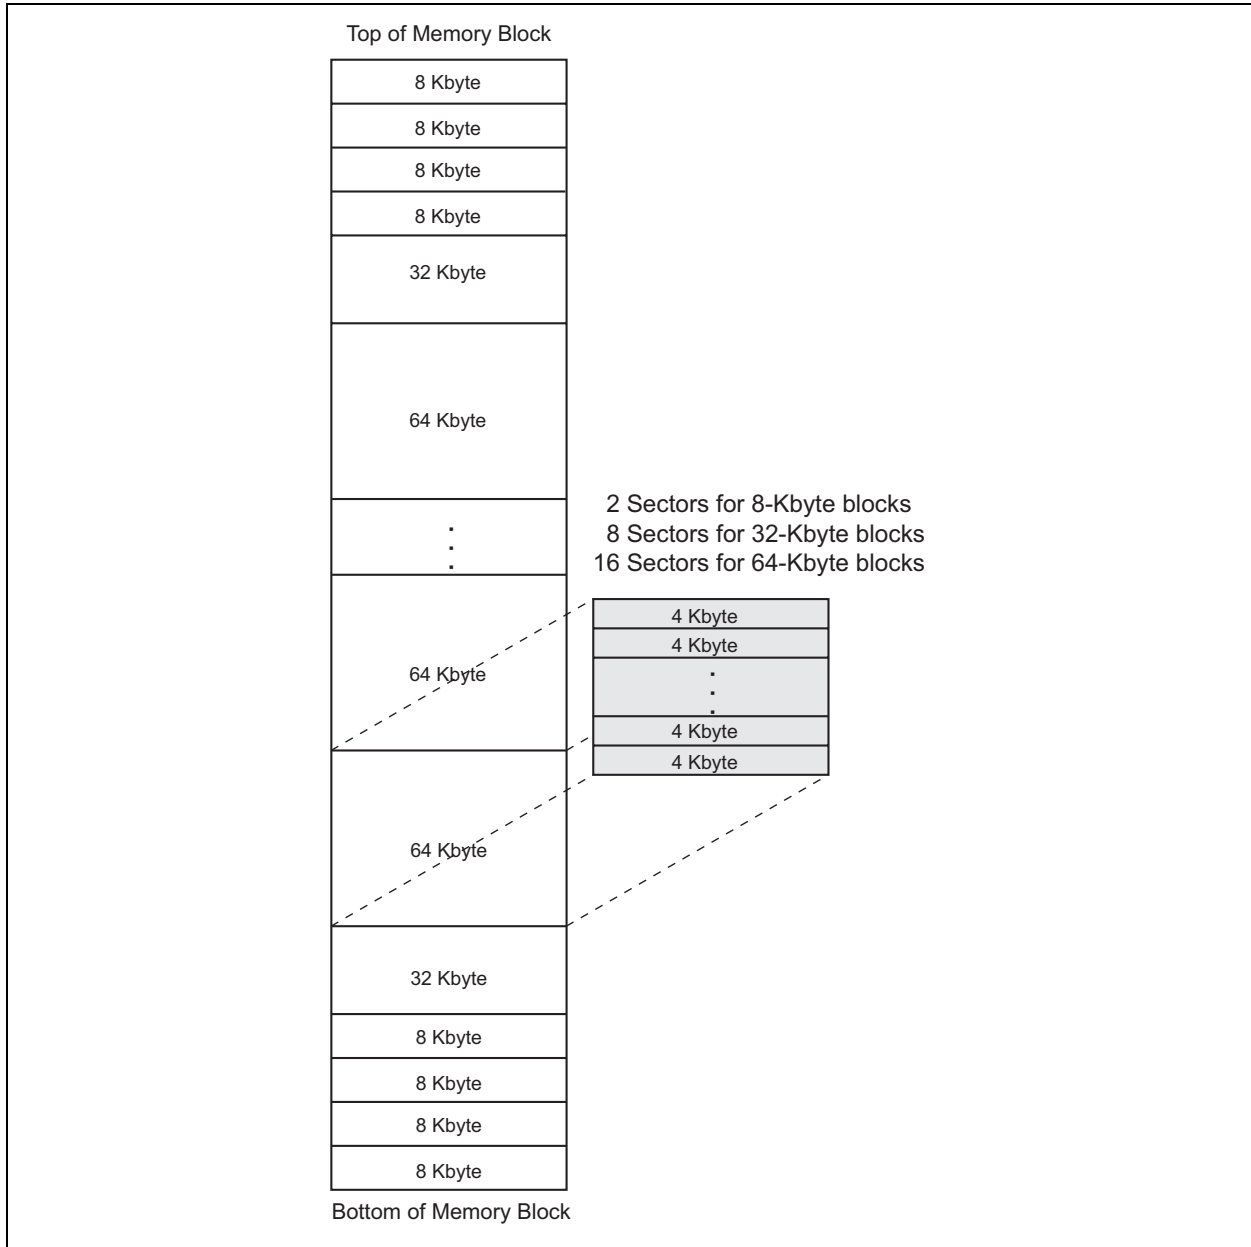 Top of Memory Block
8 Kbyte
8 Kbyte
8 Kbyte
8 Kbyte
32 Kbyte
64 Kbyte
2 Sectors for 8-Kbyte blocks
8 Sectors for 32-Kbyte blocks
16 Sectors for 64-Kbyte blocks
4 Kbyte
4 Kbyte
4 Kbyte
4 Kbyte
64 Kbyte
64 Kbyte
32 Kbyte
8 Kbyte
8 Kbyte
8 Kbyte
8 Kbyte
Bottom of Memory Block